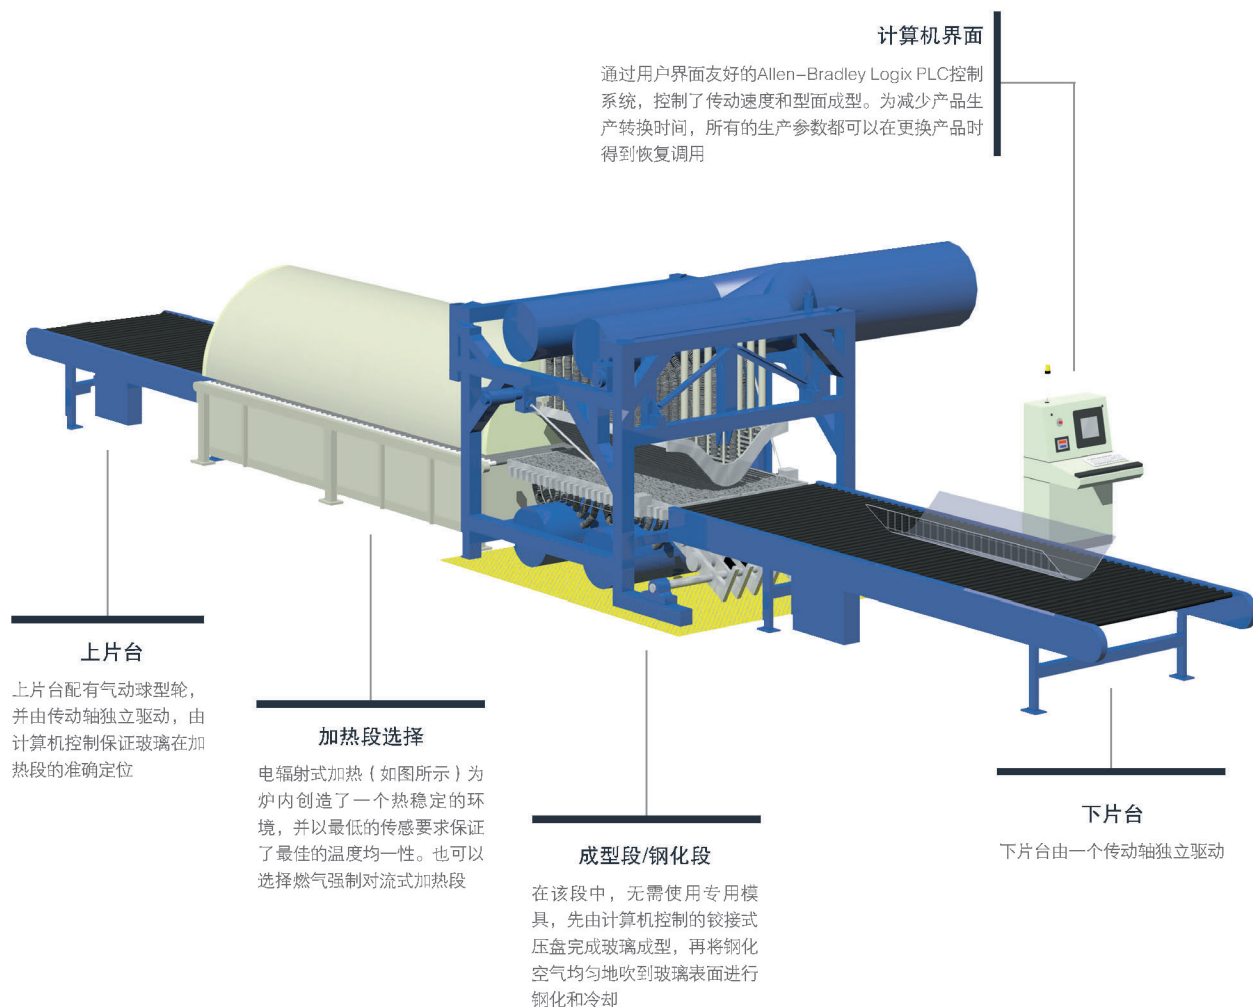 计算机界面
通过用户界面友好的Allen-Bradley Logix PLC控制
系统，控制了传动速度和型面成型。为减少产品生
产转换时间，所有的生产参数都可以在更换产品时
得到恢复调用
上片台
上片台配有气动球型轮，
并由传动轴独立驱动，由
计算机控制保证玻璃在加
热段的准确定位
加热段选择
电辐射式加热（如图所示）为
炉内创造了一个热稳定的环
境，并以最低的传感要求保证
了最佳的温度均一性。也可以
选择燃气强制对流式加热段
成型段/钢化段
在该段中，无需使用专用模
具，先由计算机控制的铰接式
压盘完成玻璃成型，再将钢化
空气均匀地吹到玻璃表面进行
钢化和冷却
下片台
下片台由一个传动轴独立驱动